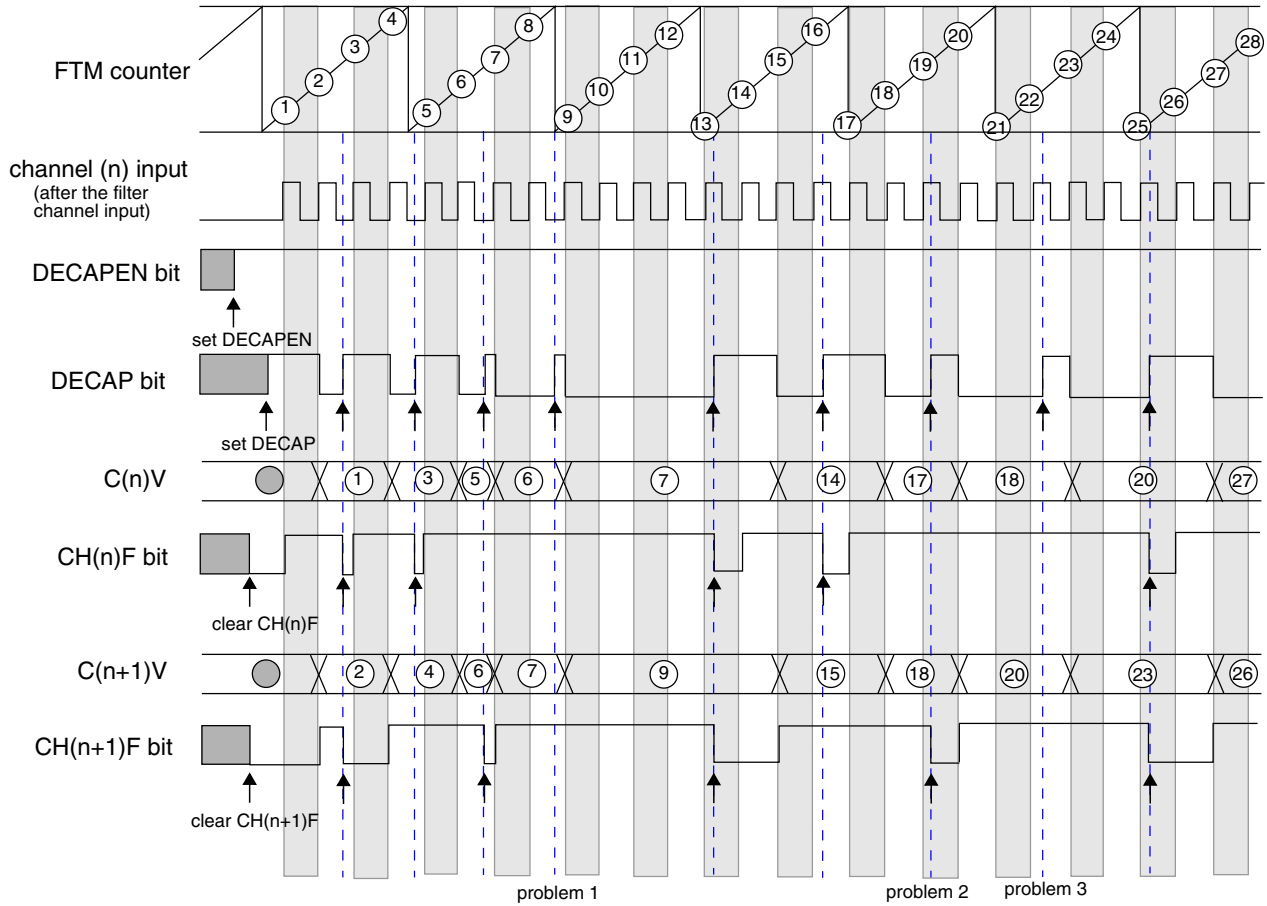 4 8 12 16 20 24 28
3 7 11 15 19 23 27
2 6 10 14 18 22 26
1 5 9 13 17 21 25
FTM counter
channel (n) input
(after the filter
channel input)
DECAPEN bit
set DECAPEN
DECAP bit
set DECAP
C(n)V 1 3 5 6 7 14 17 18 20 27
CH(n)F bit
clear CH(n)F
C(n+1)V 2 4 6 7 9 15 18 20 23 26
CH(n+1)F bit
clear CH(n+1)F
problem 1 problem 2 problem 3